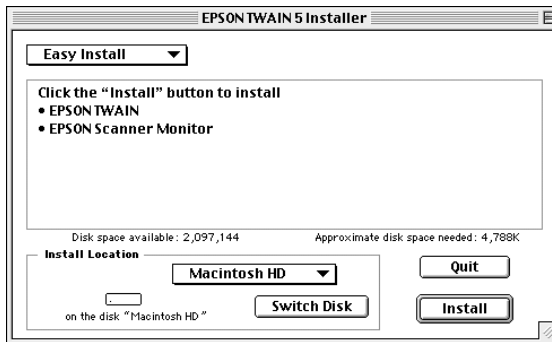 EPSON TWAIN 5 Installer
Easy Install
Click the “Install” button to install
• EPSON TWAIN
• EPSON Scanner Monitor
Disk space available: 2,097,144 Approximate disk space needed: 4,788K
Install Location
Macintosh HD
Quit
on the disk “Macintosh HD”
Switch Disk
Install